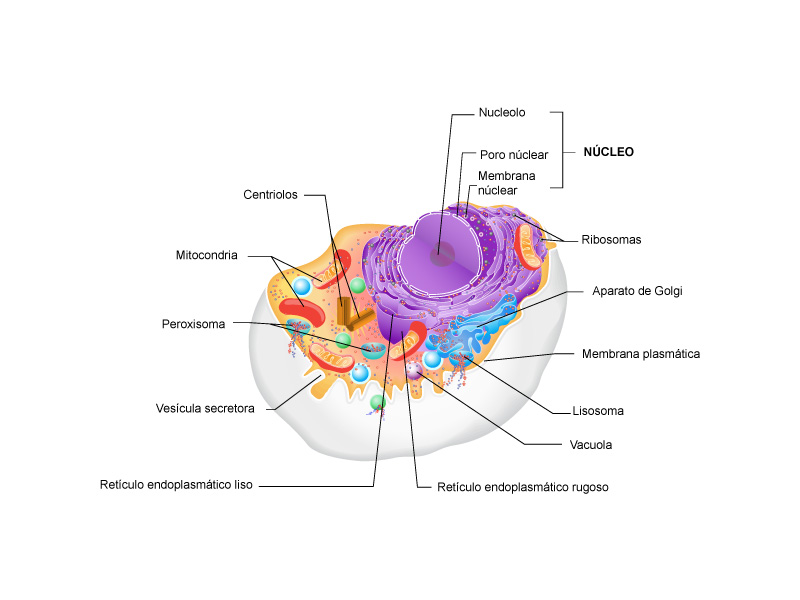 Nucleolo
Poro núclear
NÚCLEO
Membrana
núclear
Centriolos
Ribosomas
Mitocondria
Aparato de Golgi
Peroxisoma
Membrana plasmática
Vesícula secretora
Lisosoma
Vacuola
Retículo endoplasmático liso
Retículo endoplasmático rugoso